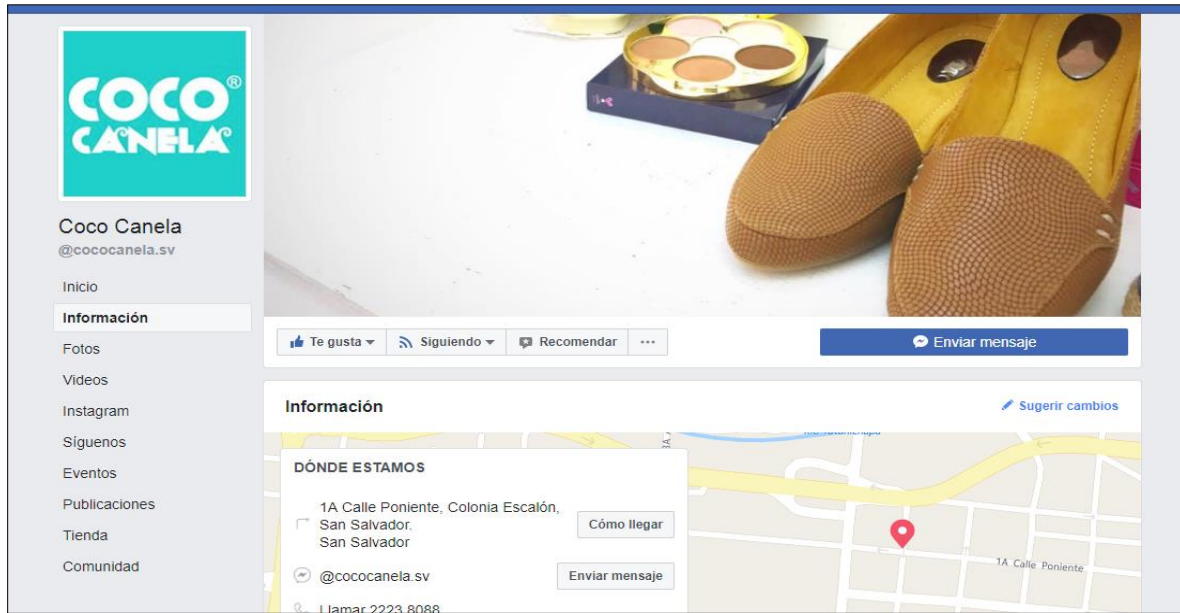 COCO®
CANELA
Coco Canela
@cococanela.sv
Inicio
Información
Fotos
Videos
Instagram
Síguenos
Eventos
Publicaciones
Tienda
Comunidad
Te gusta
Siguiendo
Recomendar
...
Enviar mensaje
Información
Sugerir cambios
DÓNDE ESTAMOS
1A Calle Poniente, Colonia Escalón,
San Salvador.
San Salvador
Cómo llegar
@cococanela.sv
Enviar mensaje
Llamar 2223 8088
1A Calle Poniente